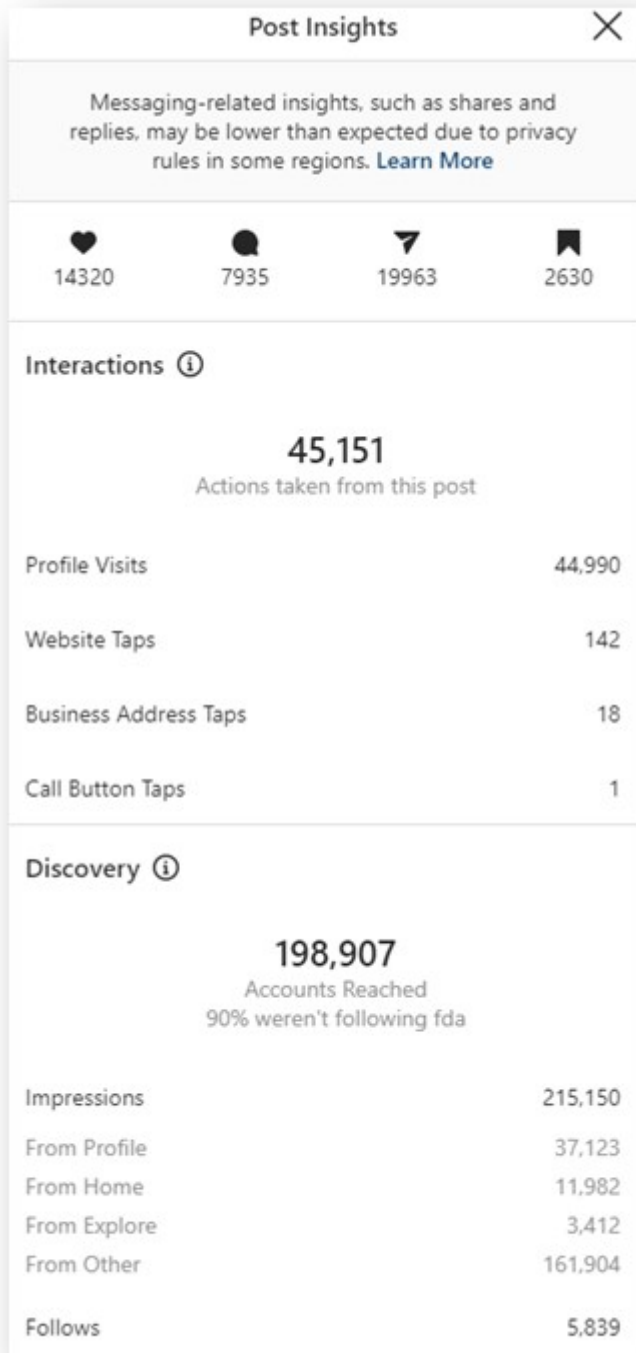 Post Insights
Messaging-related insights, such as shares and
replies, may be lower than expected due to privacy
rules in some regions. Learn More
14320 7935 19963 2630
Interactions
45,151
Actions taken from this post
Profile Visits 44,990
Website Taps 142
Business Address Taps 18
Call Button Taps 1
Discovery
198,907
Accounts Reached
90% weren't following fda
Impressions 215,150
From Profile 37,123
From Home 11,982
From Explore 3,412
From Other 161,904
Follows 5,839